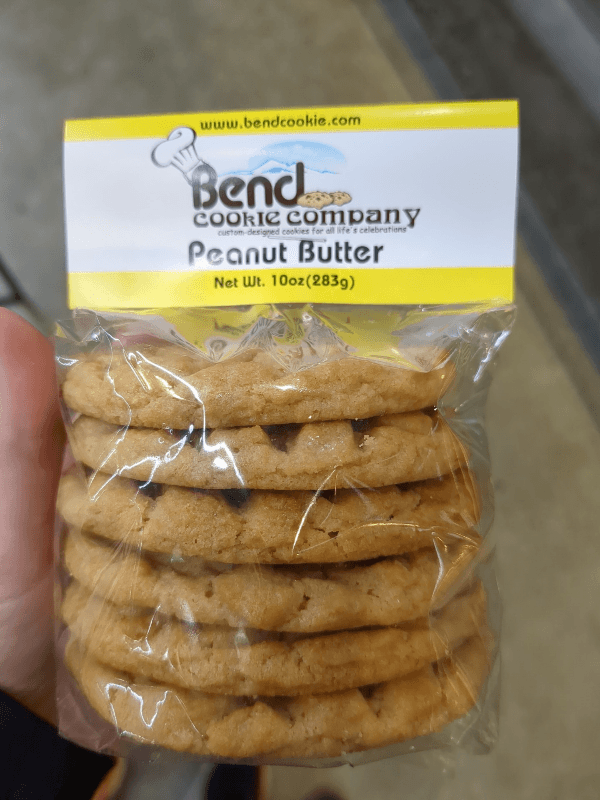 www.bendcookie.com
Bend
COOKIE COMPANY
custom-designed cookies for all life's celebrations
Peanut Butter
Net Wt. 10oz(283g)